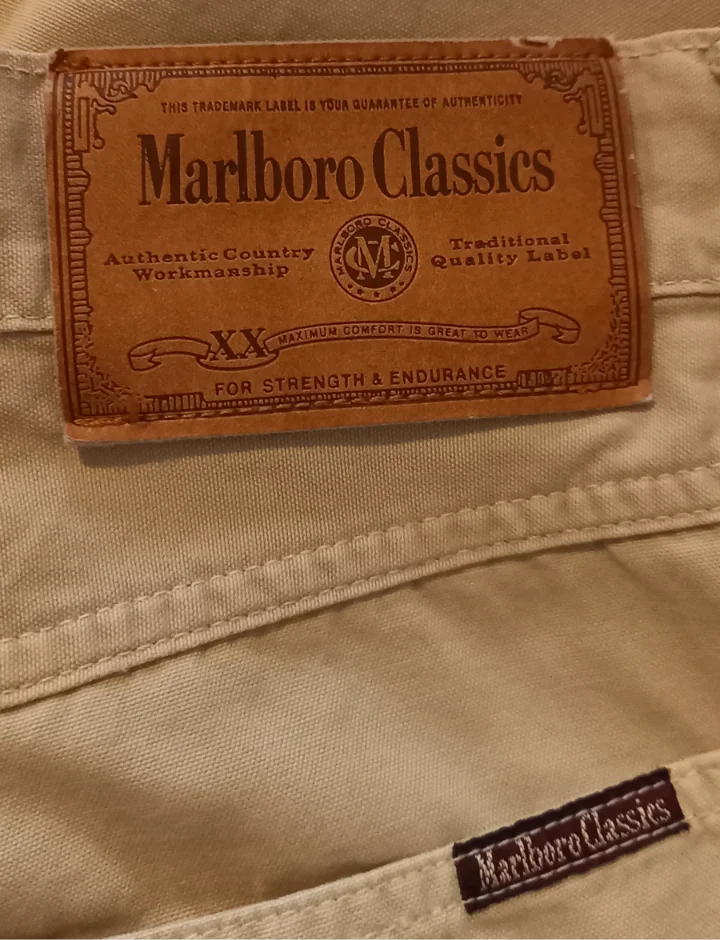 THIS TRADEMARK LABEL IS YOUR GUARANTEE OF AUTHENTICITY
Marlboro Classics
Authentic Country
Workmanship
MARLBORO CLASSICS
MC
Traditional
Quality Label
XX MAXIMUM COMFORT IS GREAT TO WEAR
FOR STRENGTH & ENDURANCE
Marlboro Classics